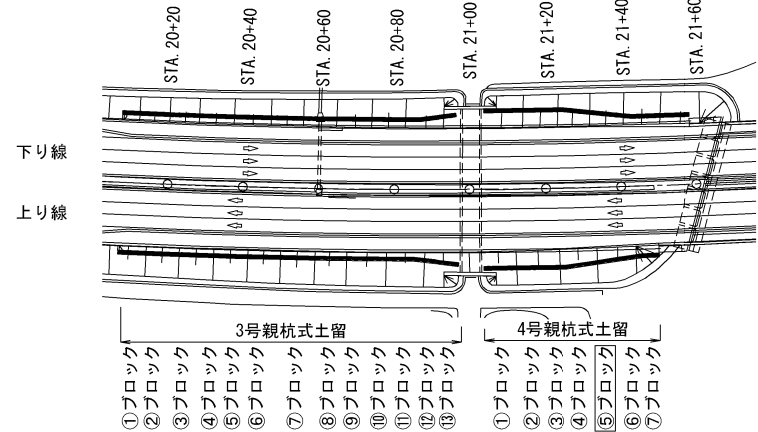 STA. 20+20
STA. 20+40
STA. 20+60
STA. 20+80
STA. 21+00
STA. 21+20
STA. 21+40
STA. 21+60
下り線
上り線
3号親杭式土留
4号親杭式土留
①ブロック
②ブロック
③ブロック
④ブロック
⑤ブロック
⑥ブロック
⑦ブロック
⑧ブロック
⑨ブロック
⑩ブロック
⑪ブロック
⑫ブロック
⑬ブロック
①ブロック
②ブロック
③ブロック
④ブロック
⑤ブロック
⑥ブロック
⑦ブロック